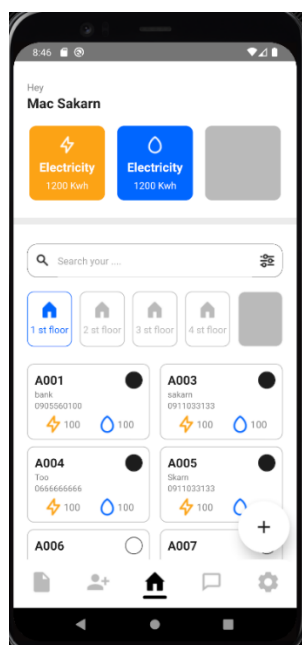 8:46
Hey
Mac Sakarn
Electricity
1200 Kwh
Electricity
1200 Kwh
Search your ....
1 st floor
2 st floor
3 st floor
4 st floor
A001
bank
0905560100
100
100
A003
sakarn
0911033133
100
100
A004
Too
0666666666
100
100
A005
Skarn
0911033133
100
100
A006
A007